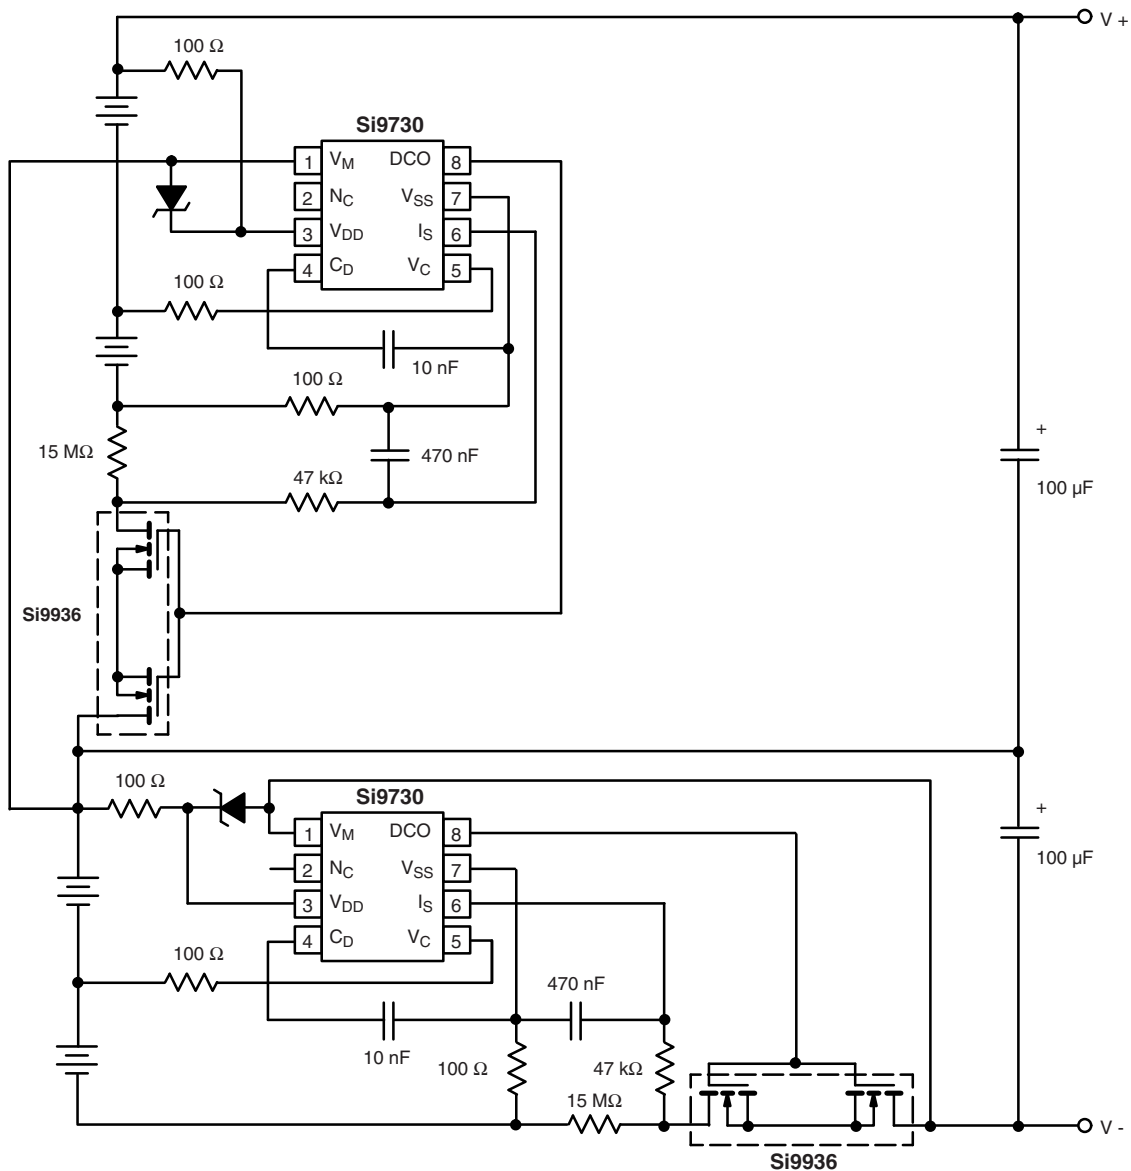 V +
100 Ω
Si9730
1 VM DCO 8
2 NC VSS 7
3 VDD IS 6
4 CD VC 5
100 Ω
10 nF
100 Ω
15 MΩ
470 nF
47 kΩ
+
100 µF
Si9936
100 Ω
Si9730
1 VM DCO 8
2 NC VSS 7
3 VDD IS 6
4 CD VC 5
+
100 µF
100 Ω
470 nF
10 nF
100 Ω
47 kΩ
15 MΩ
V -
Si9936